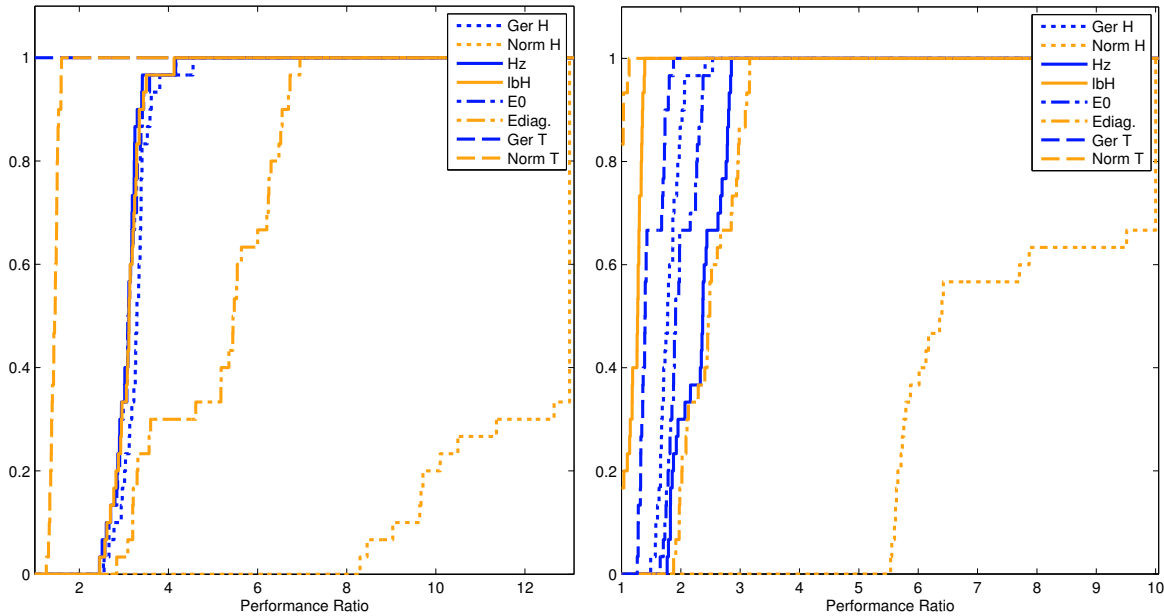 1
0.8
0.6
0.4
0.2
0
2 4 6 8 10 12
Performance Ratio
Ger H
Norm H
Hz
lbH
E0
Ediag.
Ger T
Norm T
1
0.8
0.6
0.4
0.2
0
1 2 3 4 5 6 7 8 9 10
Performance Ratio
Ger H
Norm H
Hz
lbH
E0
Ediag.
Ger T
Norm T